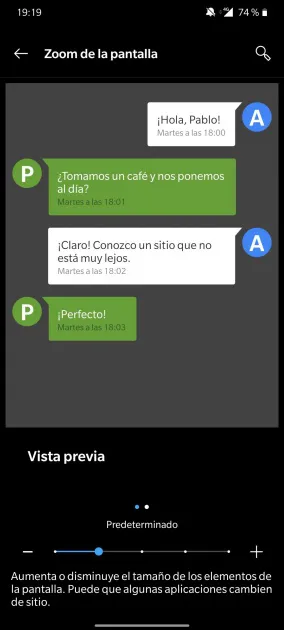 19:19
4G 74 %
Zoom de la pantalla
¡Hola, Pablo!
Martes a las 18:00
A
P
¿Tomamos un café y nos ponemos
al día?
Martes a las 18:01
¡Claro! Conozco un sitio que no
está muy lejos.
Martes a las 18:02
A
P
¡Perfecto!
Martes a las 18:03
Vista previa
Predeterminado
Aumenta o disminuye el tamaño de los elementos de
la pantalla. Puede que algunas aplicaciones cambien
de sitio.